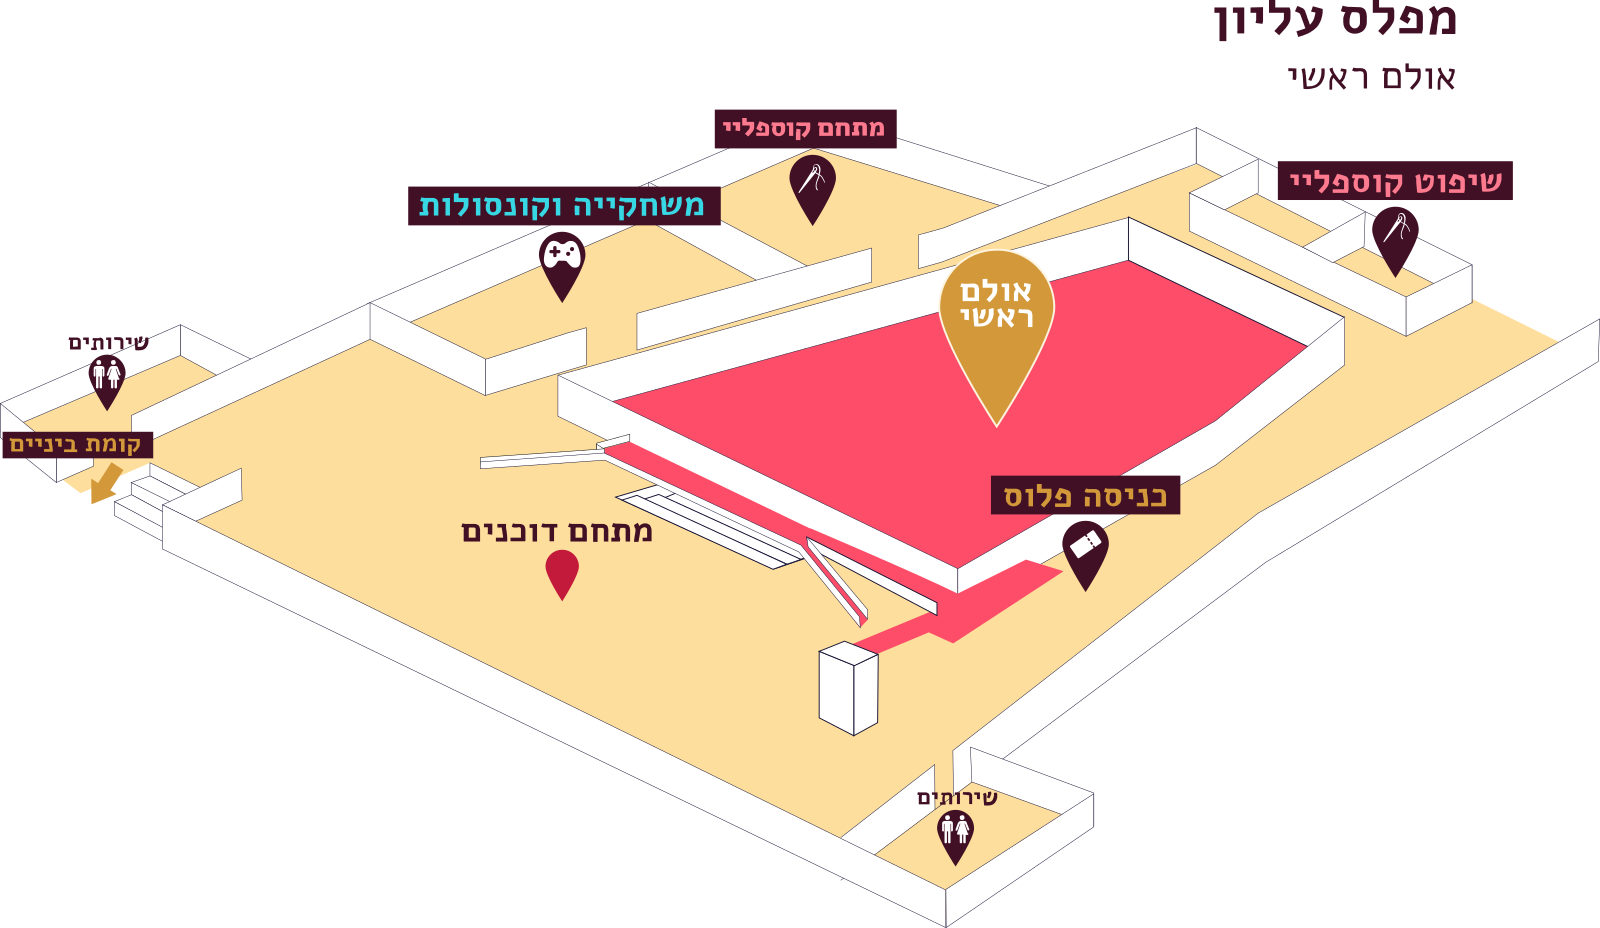 מפלס עליון
אולם ראשי
מתחם קוספליי
שיפוט קוספליי
משחקייה וקונסולות
אולם
ראשי
שירותים
קומת ביניים
כניסה פלוס
מתחם דוכנים
שירותים